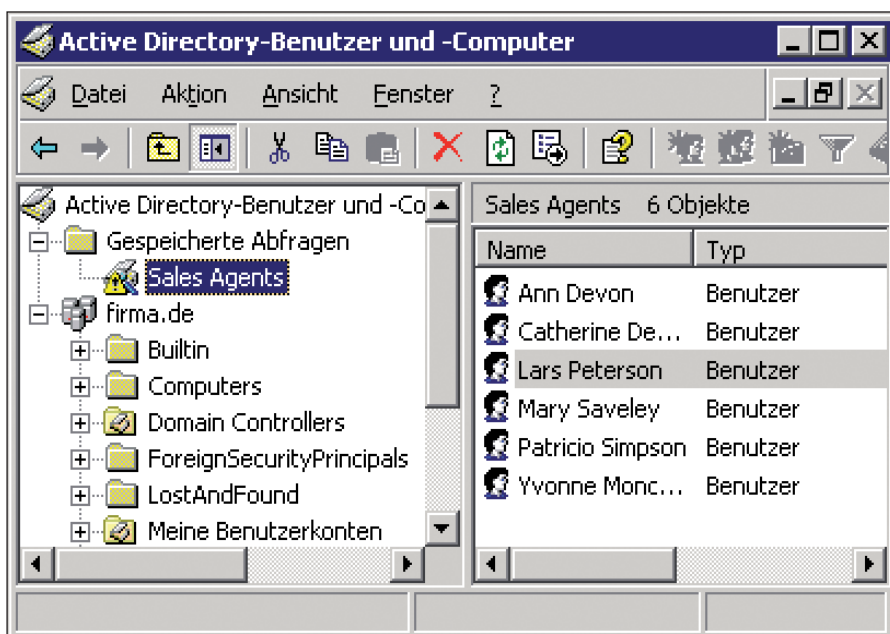 Active Directory-Benutzer und -Computer
Datei Aktion Ansicht Fenster ?
Active Directory-Benutzer und -Co
Gespeicherte Abfragen
Sales Agents
firma.de
Builtin
Computers
Domain Controllers
ForeignSecurityPrincipals
LostAndFound
Meine Benutzerkonten
Sales Agents 6 Objekte
Name Typ
Ann Devon Benutzer
Catherine De... Benutzer
Lars Peterson Benutzer
Mary Saveley Benutzer
Patricio Simpson Benutzer
Yvonne Monc... Benutzer